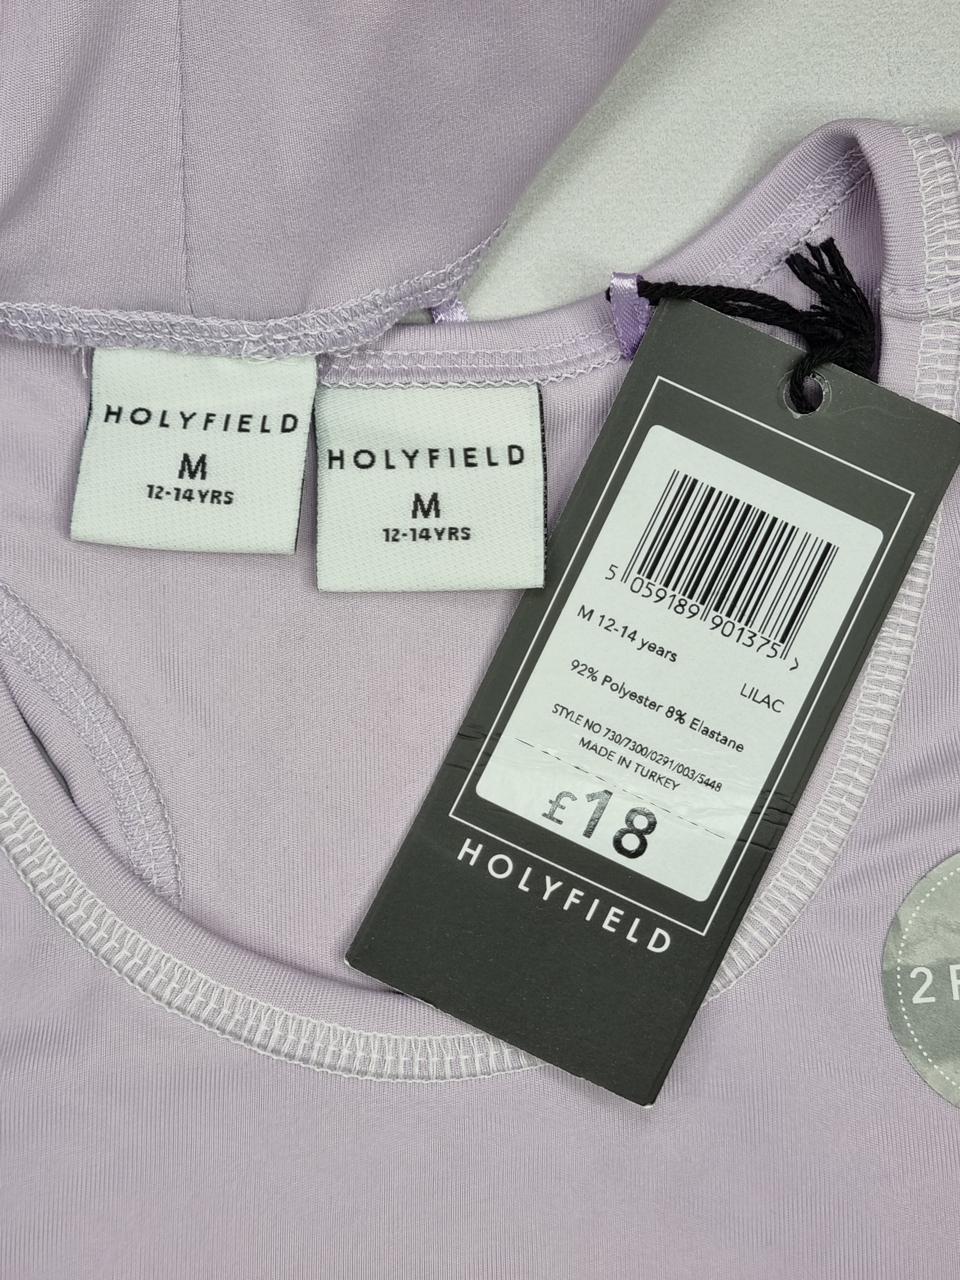 HOLYFIELD
M
12-14YRS
HOLYFIELD
M
12-14YRS
5 059189 901375 >
M 12-14 years
LILAC
92% Polyester 8% Elastane
STYLE NO 730/7300/0291/003/5448
MADE IN TURKEY
£18
HOLYFIELD
2